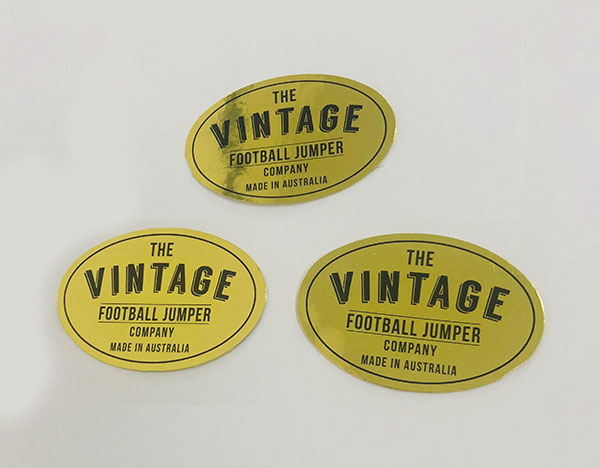 THE
VINTAGE
FOOTBALL JUMPER
COMPANY
MADE IN AUSTRALIA
THE
VINTAGE
FOOTBALL JUMPER
COMPANY
MADE IN AUSTRALIA
THE
VINTAGE
FOOTBALL JUMPER
COMPANY
MADE IN AUSTRALIA